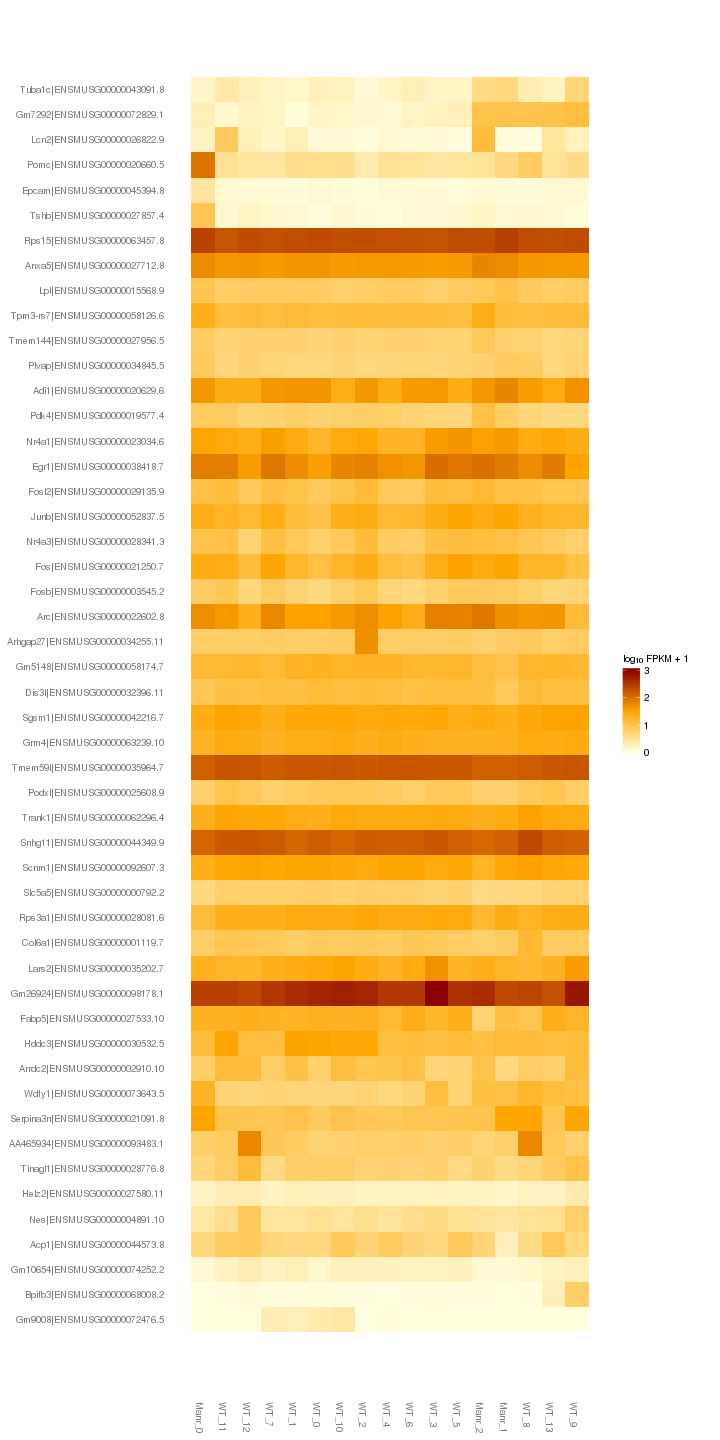 Tuba1c|ENSMUSG00000043091.8
Gm7292|ENSMUSG00000072829.1
Lcn2|ENSMUSG00000026822.9
Pomc|ENSMUSG00000020660.5
Epcam|ENSMUSG00000045394.8
Tshb|ENSMUSG00000027857.4
Rps15|ENSMUSG00000063457.8
Anxa5|ENSMUSG00000027712.8
Lpl|ENSMUSG00000015568.9
Tpm3-rs7|ENSMUSG00000058126.6
Tmem144|ENSMUSG00000027956.5
Plvap|ENSMUSG00000034845.5
Adi1|ENSMUSG00000020629.6
Pdk4|ENSMUSG00000019577.4
Nr4a1|ENSMUSG00000023034.6
Egr1|ENSMUSG00000038418.7
Fosl2|ENSMUSG00000029135.9
Junb|ENSMUSG00000052837.5
Nr4a3|ENSMUSG00000028341.3
Fos|ENSMUSG00000021250.7
Fosb|ENSMUSG00000003545.2
Arc|ENSMUSG00000022602.8
Arhgap27|ENSMUSG00000034255.11
Gm5148|ENSMUSG00000058174.7
Dis3l|ENSMUSG00000032396.11
Sgsm1|ENSMUSG00000042216.7
Grm4|ENSMUSG00000063239.10
Tmem59l|ENSMUSG00000035964.7
Podxl|ENSMUSG00000025608.9
Trank1|ENSMUSG00000062296.4
Snhg11|ENSMUSG00000044349.9
Scnm1|ENSMUSG00000092607.3
Slc5a5|ENSMUSG00000000792.2
Rps3a1|ENSMUSG00000028081.6
Col6a1|ENSMUSG00000001119.7
Lars2|ENSMUSG00000035202.7
Gm26924|ENSMUSG00000098178.1
Fabp5|ENSMUSG00000027533.10
Hddc3|ENSMUSG00000030532.5
Arrdc2|ENSMUSG00000002910.10
Wdfy1|ENSMUSG00000073643.5
Serpina3n|ENSMUSG00000021091.8
AA465934|ENSMUSG00000093483.1
Tinagl1|ENSMUSG00000028776.8
Helz2|ENSMUSG00000027580.11
Nes|ENSMUSG00000004891.10
Acp1|ENSMUSG00000044573.8
Gm10654|ENSMUSG00000074252.2
Bpifb3|ENSMUSG00000068008.2
Gm9008|ENSMUSG00000072476.5
log₁₀ FPKM + 1
3
2
1
0
Manr_0
WT_11
WT_12
WT_7
WT_1
WT_0
WT_10
WT_2
WT_4
WT_6
WT_3
WT_5
Manr_2
Manr_1
WT_8
WT_13
WT_9